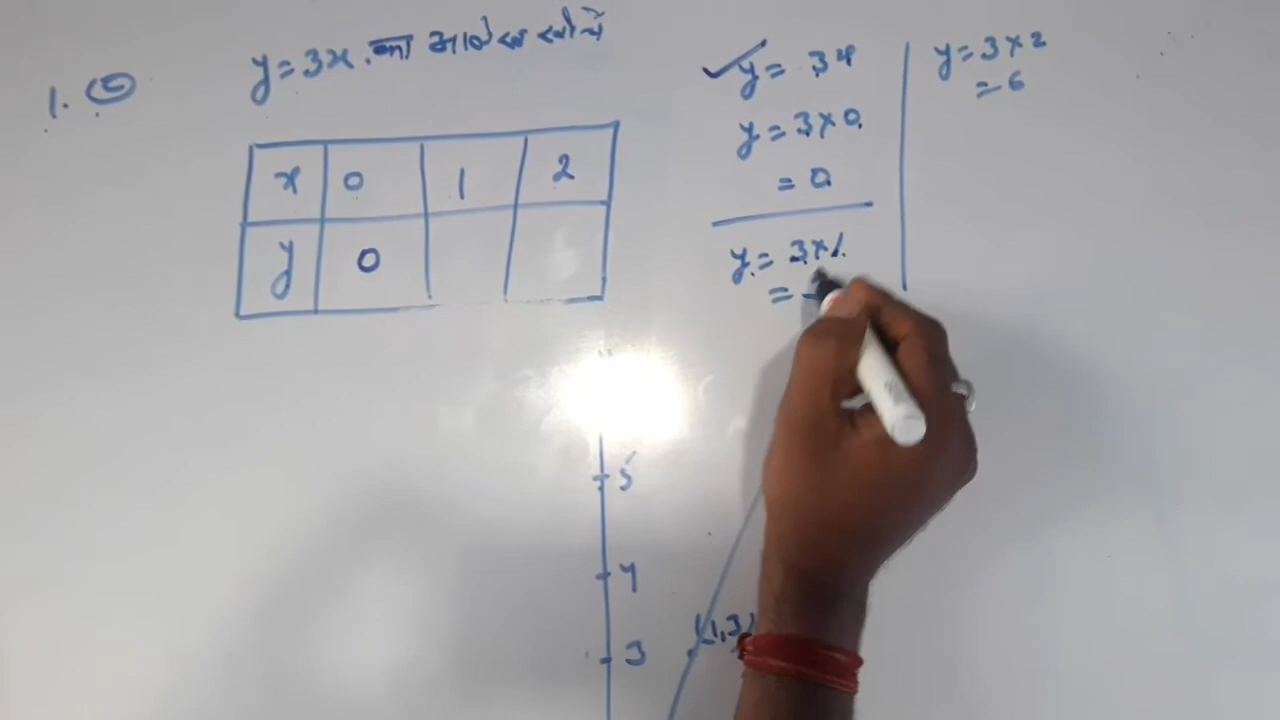 1. ③ y = 3x. का आलेख खींचे
x 0 1 2
y 0
y = 3x
y = 3×0.
= 0
y = 3×1.
=
y = 3×2
= 6
5
4
(1,3)
3